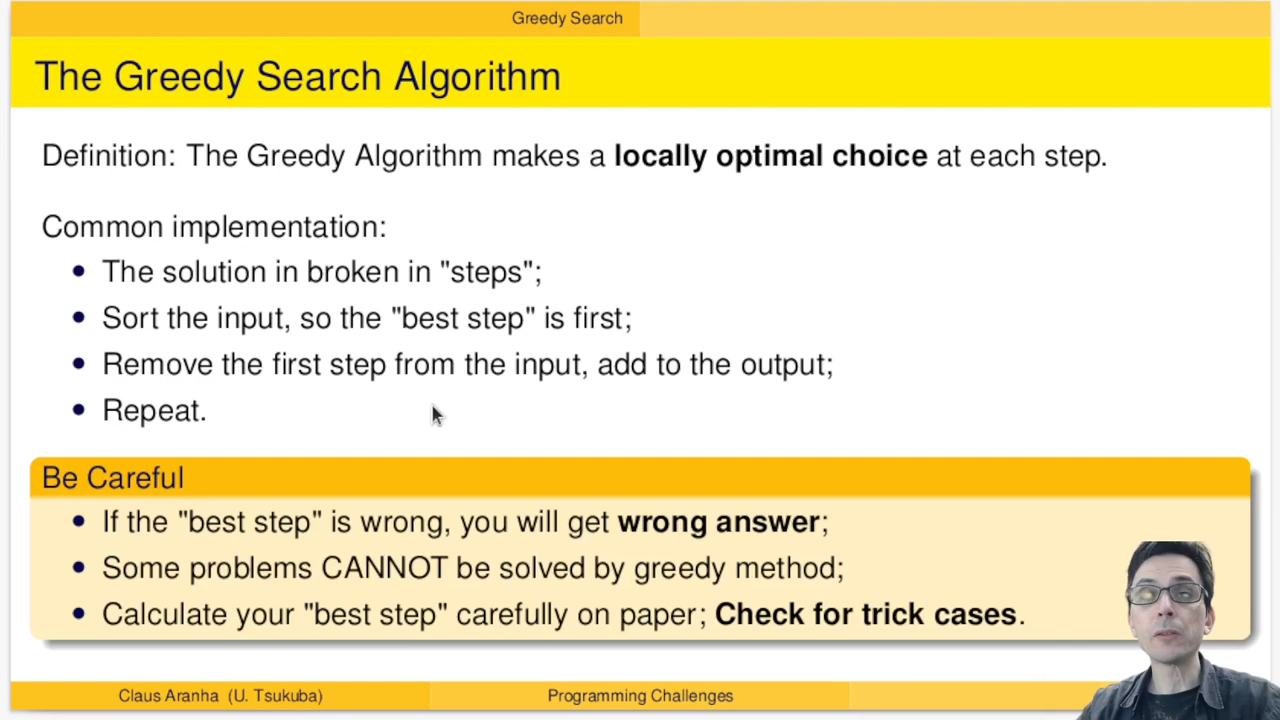 Greedy Search
The Greedy Search Algorithm
Definition: The Greedy Algorithm makes a locally optimal choice at each step.
Common implementation:
• The solution in broken in "steps";
• Sort the input, so the "best step" is first;
• Remove the first step from the input, add to the output;
• Repeat.
Be Careful
• If the "best step" is wrong, you will get wrong answer;
• Some problems CANNOT be solved by greedy method;
• Calculate your "best step" carefully on paper; Check for trick cases.
Claus Aranha (U. Tsukuba)
Programming Challenges